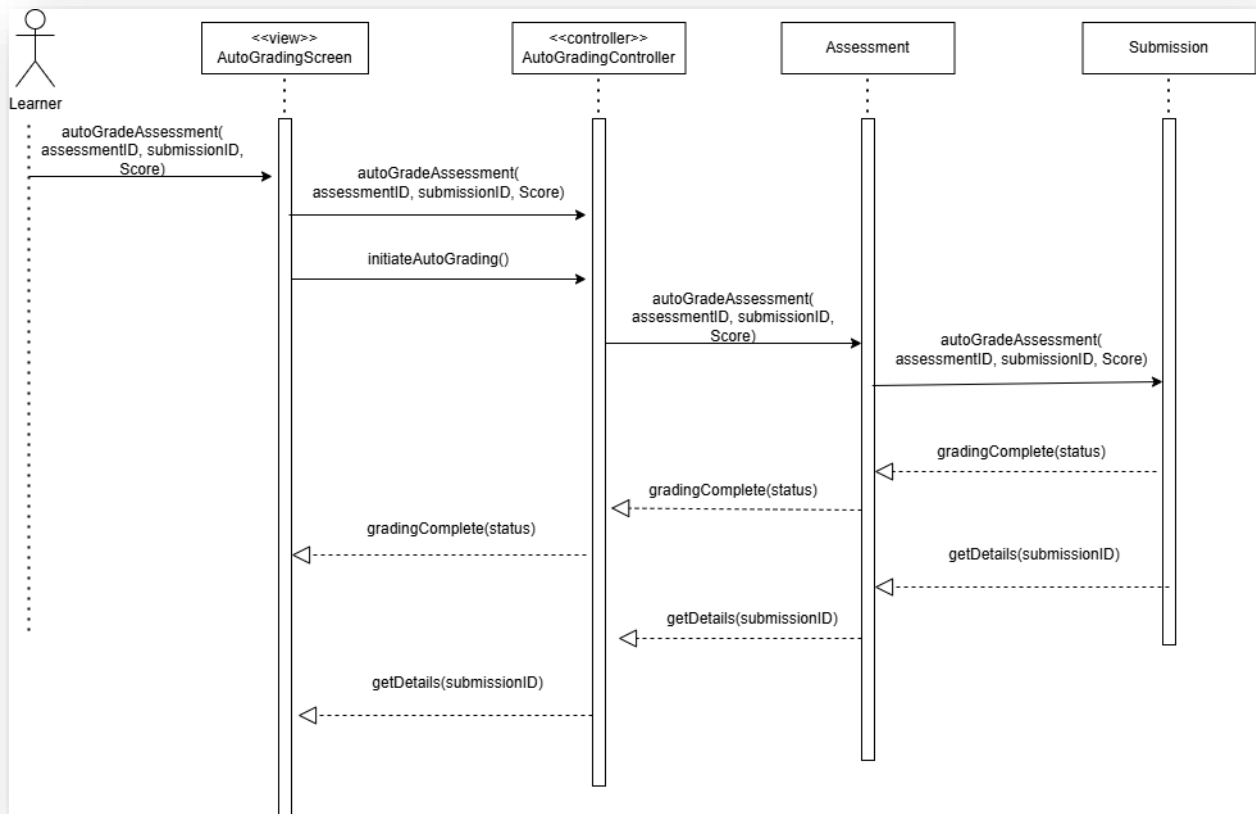 <<view>>
AutoGradingScreen
<<controller>>
AutoGradingController
Assessment
Submission
Learner
autoGradeAssessment(
assessmentID, submissionID,
Score)
autoGradeAssessment(
assessmentID, submissionID, Score)
initiateAutoGrading()
autoGradeAssessment(
assessmentID, submissionID,
Score)
autoGradeAssessment(
assessmentID, submissionID, Score)
gradingComplete(status)
gradingComplete(status)
gradingComplete(status)
getDetails(submissionID)
getDetails(submissionID)
getDetails(submissionID)